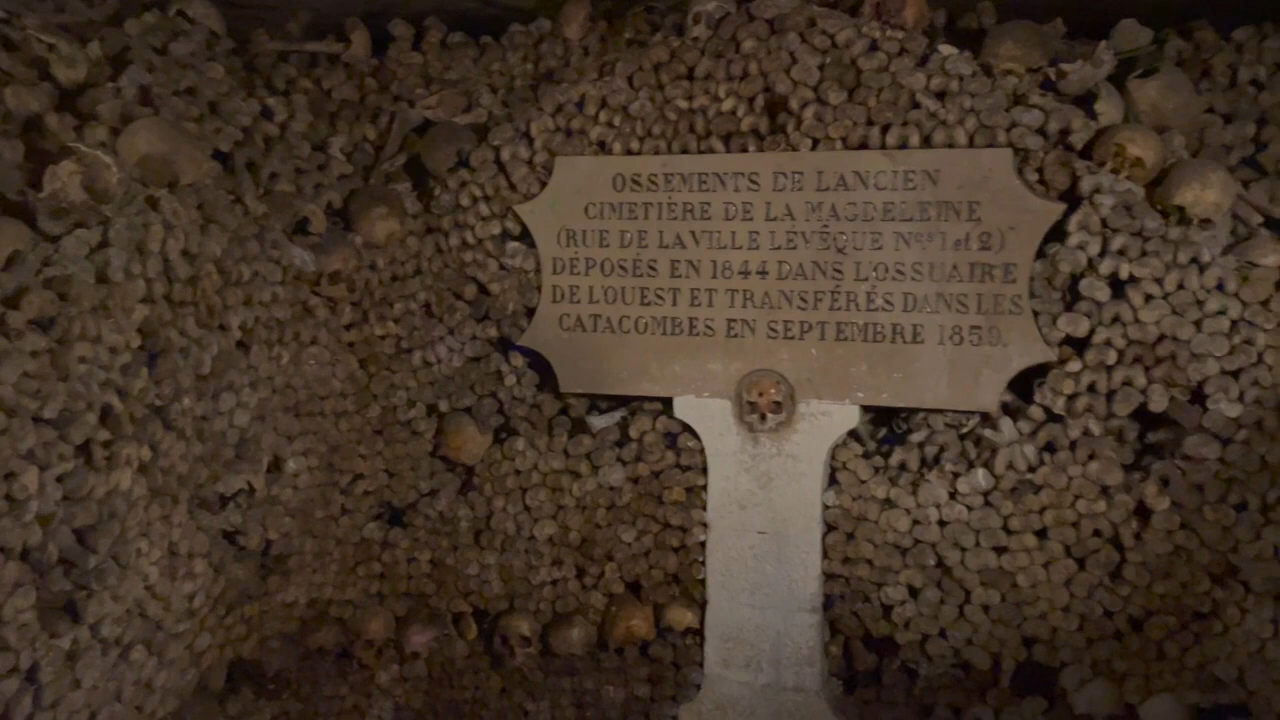 OSSEMENTS DE L'ANCIEN
CIMETIÈRE DE LA MAGDELEINE
(RUE DE LA VILLE LÉVÊQUE Nos 1 et 2)
DÉPOSÉS EN 1844 DANS L'OSSUAIRE
DE L'OUEST ET TRANSFÉRÉS DANS LES
CATACOMBES EN SEPTEMBRE 1859.